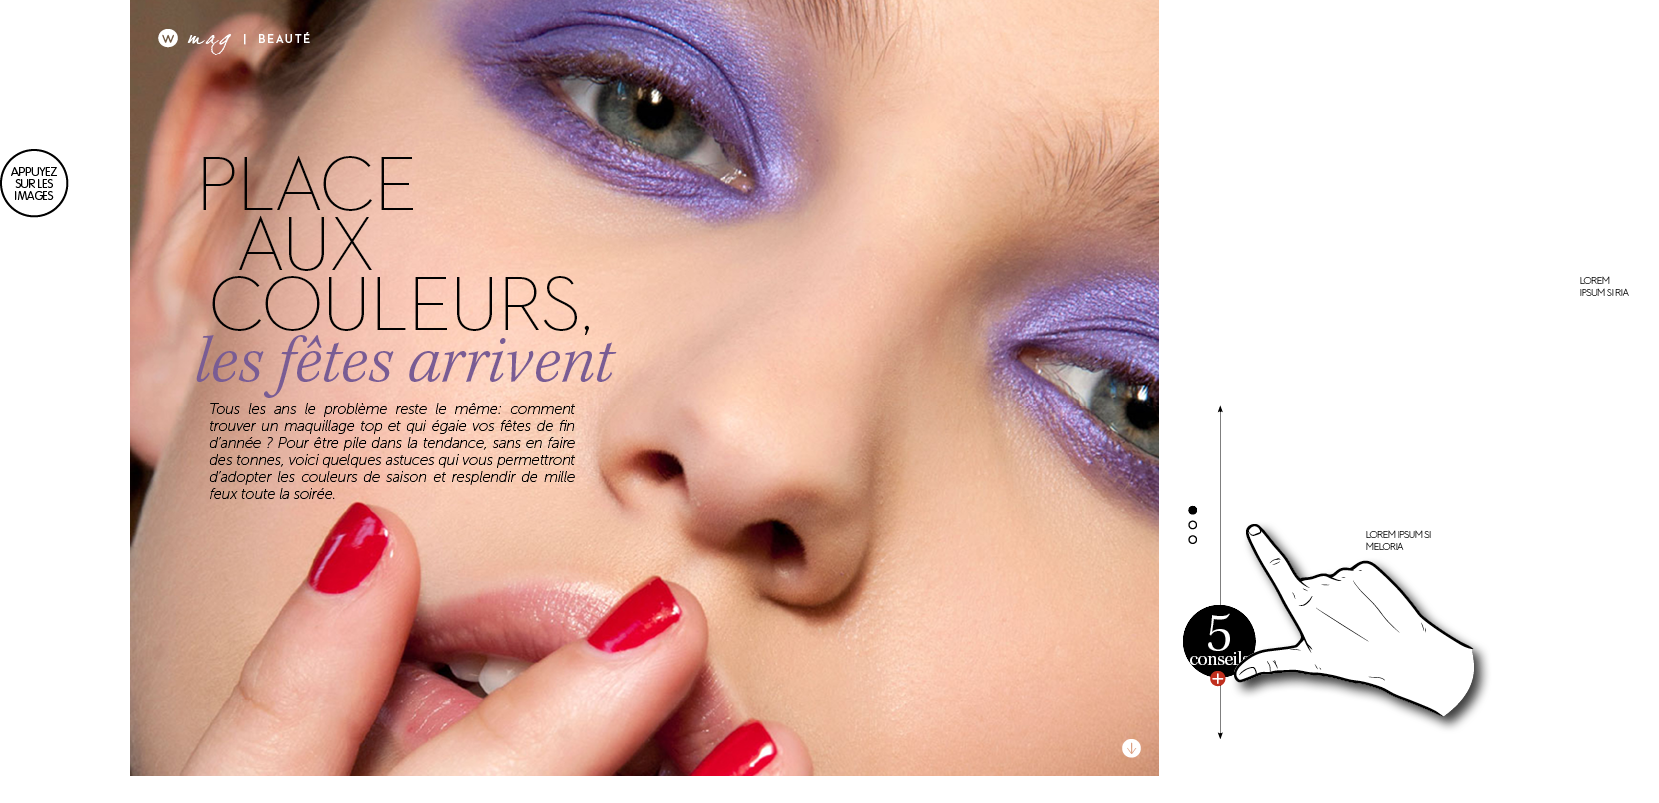 W mag | BEAUTÉ
APPUYEZ
SUR LES
IMAGES
PLACE
AUX
COULEURS,
les fêtes arrivent
Tous les ans le problème reste le même: comment
trouver un maquillage top et qui égaie vos fêtes de fin
d'année ? Pour être pile dans la tendance, sans en faire
des tonnes, voici quelques astuces qui vous permettront
d'adopter les couleurs de saison et resplendir de mille
feux toute la soirée.
LOREM
IPSUM SI RIA
LOREM IPSUM SI
MELORIA
5
conseils